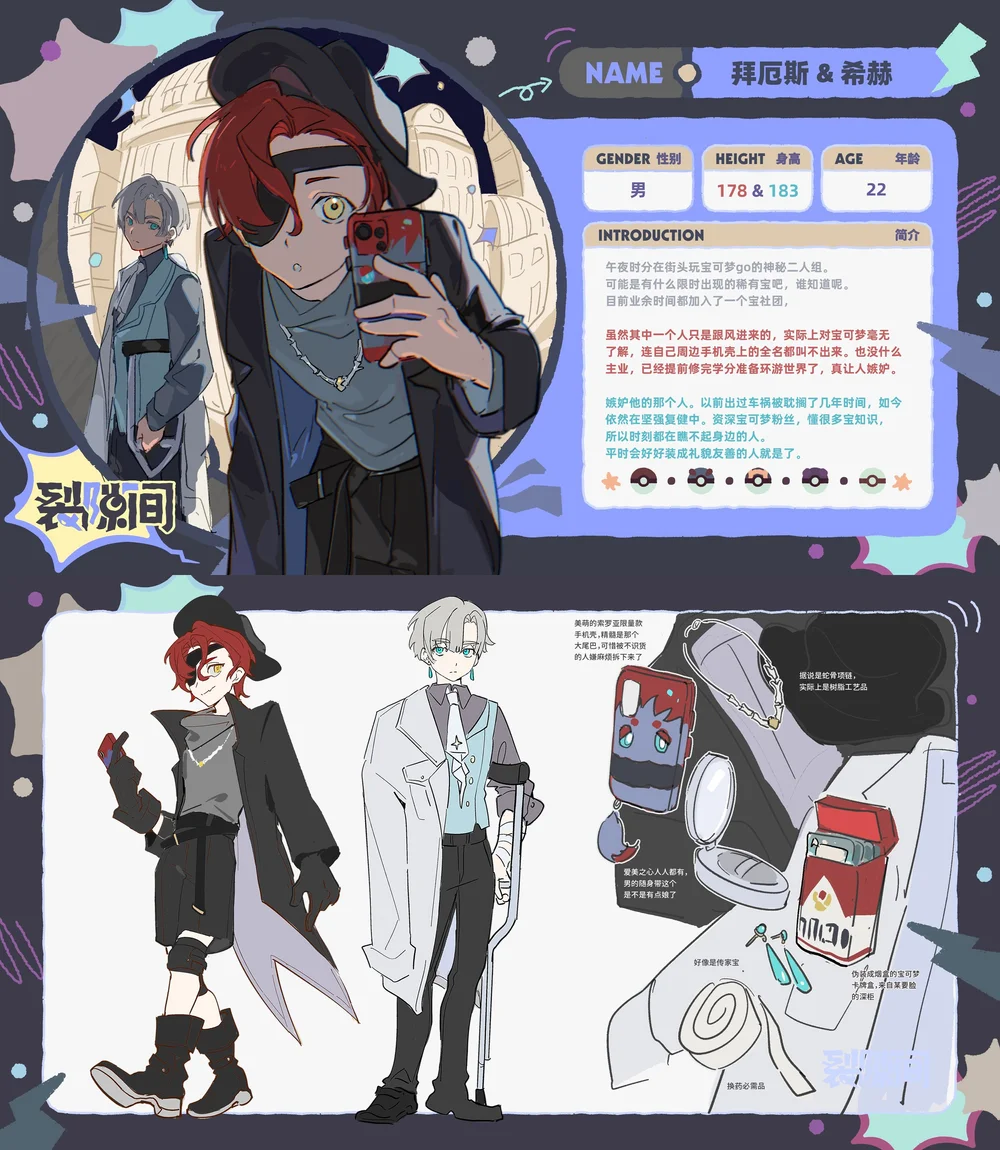 NAME
拜厄斯 & 希赫
GENDER 性别
男
HEIGHT 身高
178 & 183
AGE 年龄
22
INTRODUCTION 简介
午夜时分在街头玩宝可梦go的神秘二人组。
可能是有什么限时出现的稀有宝吧，谁知道呢。
目前业余时间都加入了一个宝社团，
虽然其中一个人只是跟风进来的，实际上对宝可梦毫无
了解，连自己周边手机壳上的全名都叫不出来。也没什么
主业，已经提前修完学分准备环游世界了，真让人嫉妒。
嫉妒他的那个人。以前出过车祸被耽搁了几年时间，如今
依然在坚强复健中。资深宝可梦粉丝，懂很多宝知识，
所以时刻都在瞧不起身边的人。
平时会好好装成礼貌友善的人就是了。
裂隙之间
美萌的索罗亚限量款
手机壳，精髓是那个
大尾巴，可惜被不识货
的人嫌麻烦拆下来了
据说是蛇骨项链，
实际上是树脂工艺品
爱美之心人人都有，
男的随身带这个
是不是有点娘了
好像是传家宝
伪装成烟盒的宝可梦
卡牌盒，来自某要脸
的深柜
换药必需品